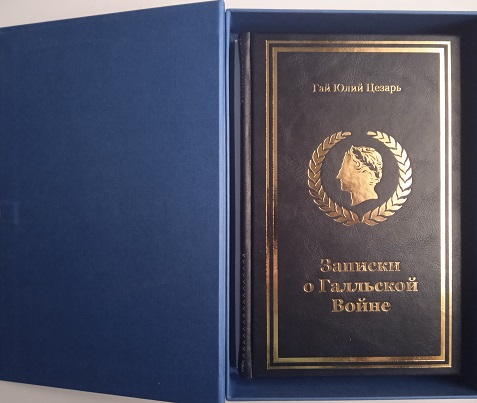 Гай Юлий Цезарь
Записки
о Галльской
Войне